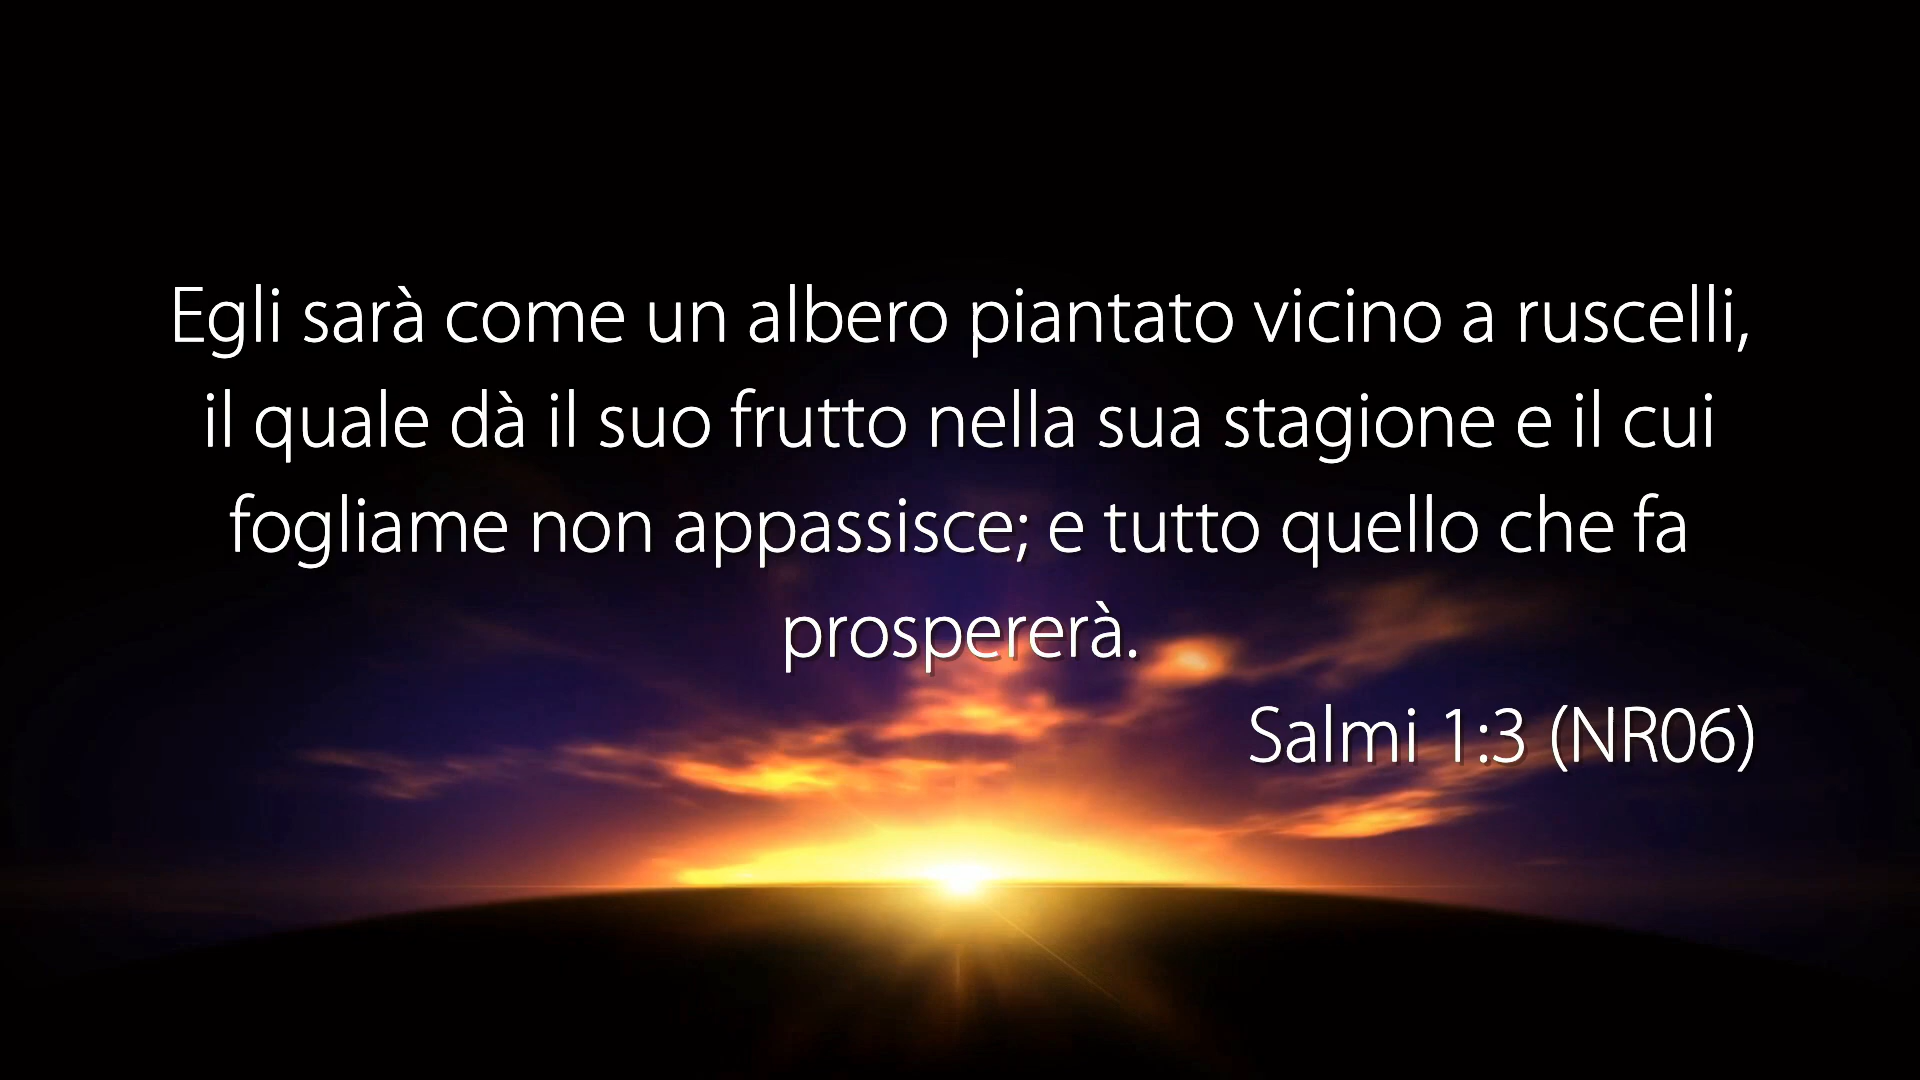 Egli sarà come un albero piantato vicino a ruscelli,
il quale dà il suo frutto nella sua stagione e il cui
fogliame non appassisce; e tutto quello che fa
prospererà.
Salmi 1:3 (NR06)